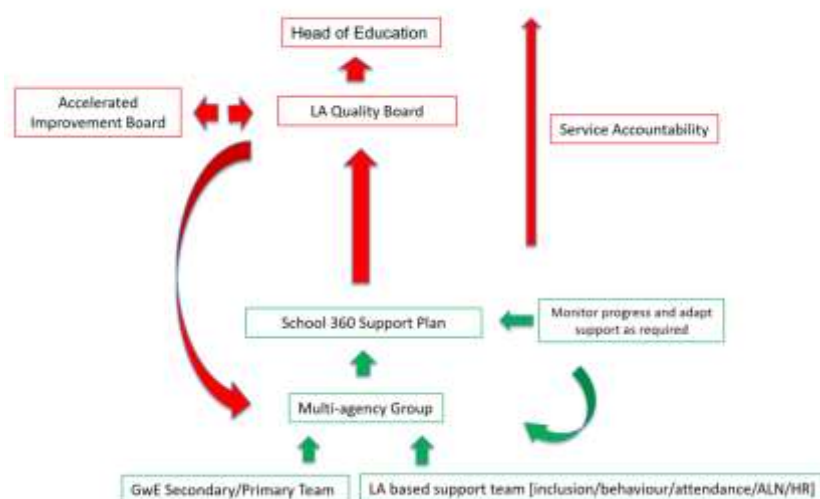 Head of Education
Accelerated
Improvement Board
LA Quality Board
Service Accountability
School 360 Support Plan
Monitor progress and adapt
support as required
Multi-agency Group
GwE Secondary/Primary Team
LA based support team [inclusion/behaviour/attendance/ALN/HR]